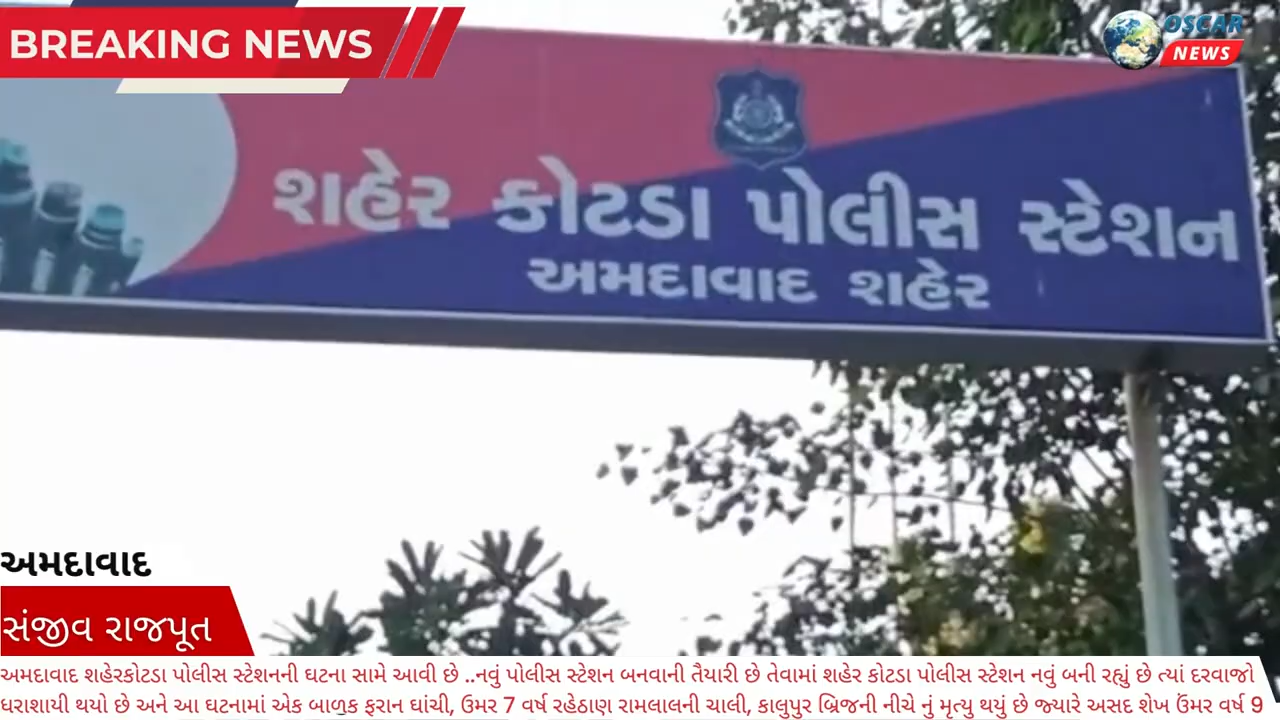 BREAKING NEWS
OSCAR
NEWS
શહેર કોટડા પોલીસ સ્ટેશન
અમદાવાદ શહેર
અમદાવાદ
સંજીવ રાજપૂત
અમદાવાદ શહેરકોટડા પોલીસ સ્ટેશનની ઘટના સામે આવી છે ..નવું પોલીસ સ્ટેશન બનવાની તૈયારી છે તેવામાં શહેર કોટડા પોલીસ સ્ટેશન નવું બની રહ્યું છે ત્યાં દરવાજો
ધરાશાયી થયો છે અને આ ઘટનામાં એક બાળક ફરાન ઘાંચી, ઉમર 7 વર્ષ રહેઠાણ રામલાલની ચાલી, કાલુપુર બ્રિજની નીચે નું મૃત્યુ થયું છે જ્યારે અસદ શેખ ઉંમર વર્ષ 9